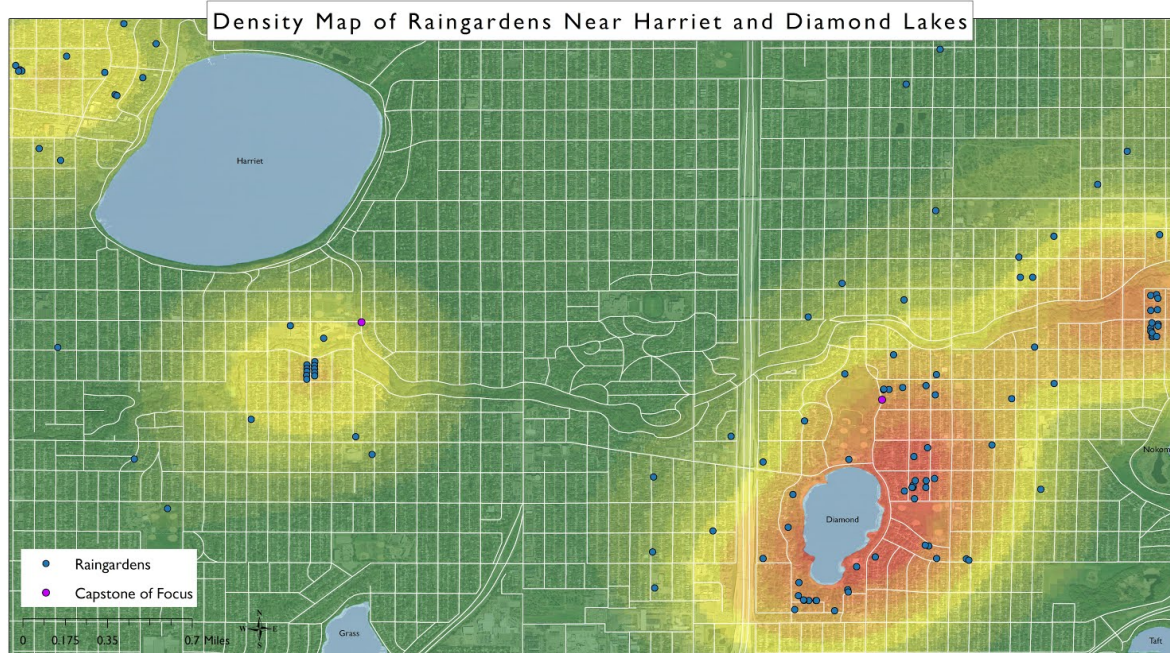 Density Map of Raingardens Near Harriet and Diamond Lakes
Harriet
Nokom
Diamond
Raingardens
Capstone of Focus
N
W E
S
0 0.175 0.35 0.7 Miles
Grass
Taft